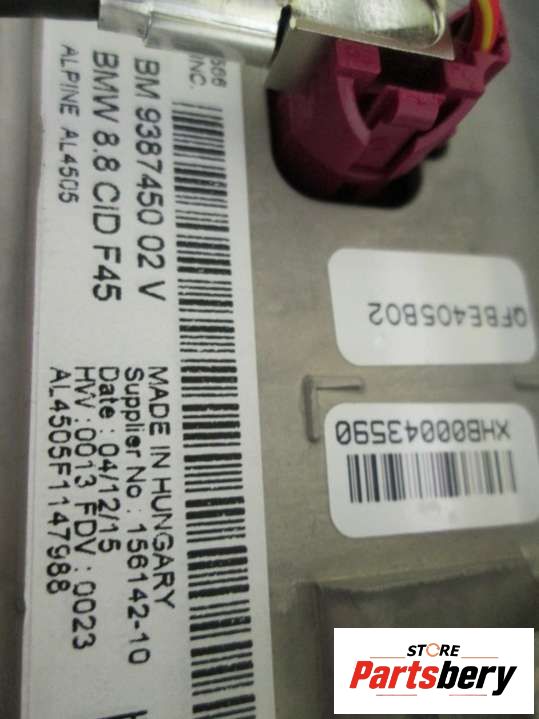 INC.
BM 9387450 02 V
BMW 8.8 CID F45
ALPINE AL4505
MADE IN HUNGARY
Supplier No : 156142-10
Date : 04/12/15
HW : 0013 FDV : 0023
AL4505F1147988
QFBE405B02
XHB00043590
STORE
Partsbery